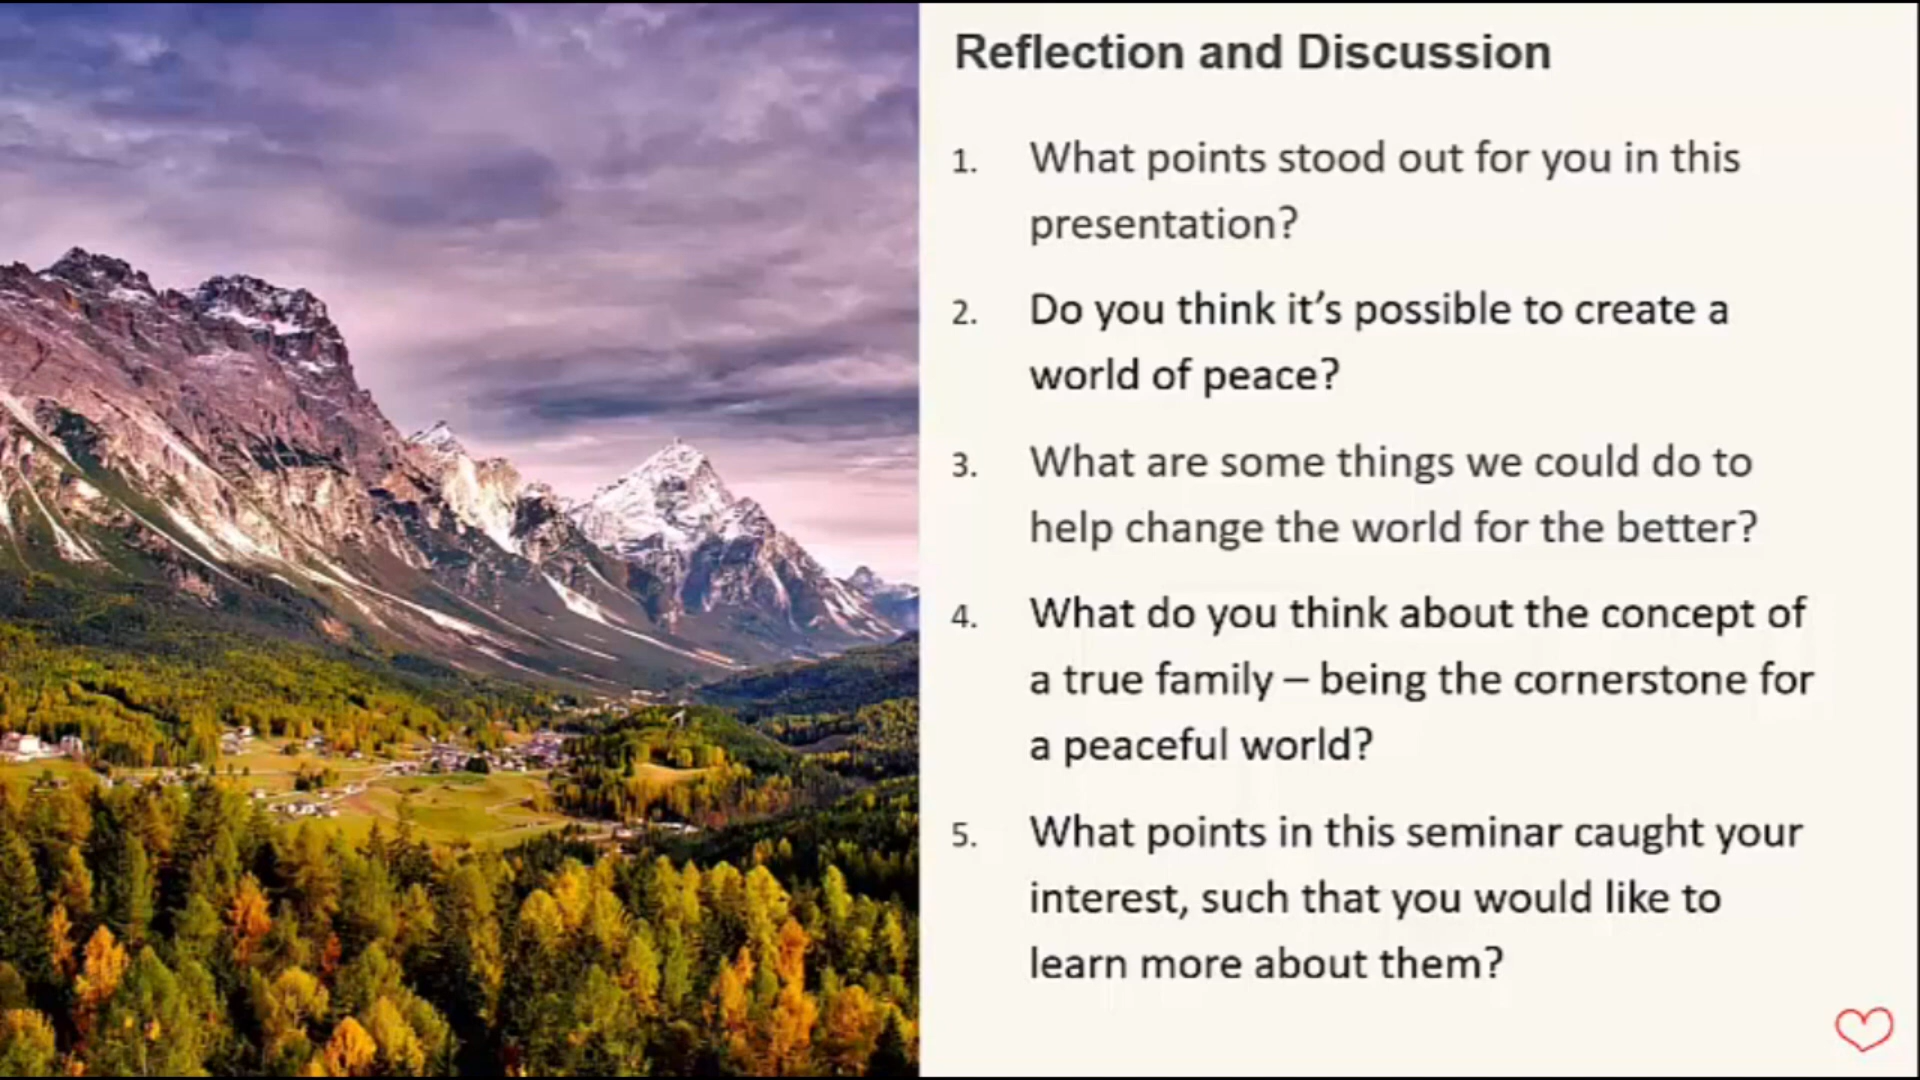 Reflection and Discussion
1. What points stood out for you in this
presentation?
2. Do you think it’s possible to create a
world of peace?
3. What are some things we could do to
help change the world for the better?
4. What do you think about the concept of
a true family – being the cornerstone for
a peaceful world?
5. What points in this seminar caught your
interest, such that you would like to
learn more about them?